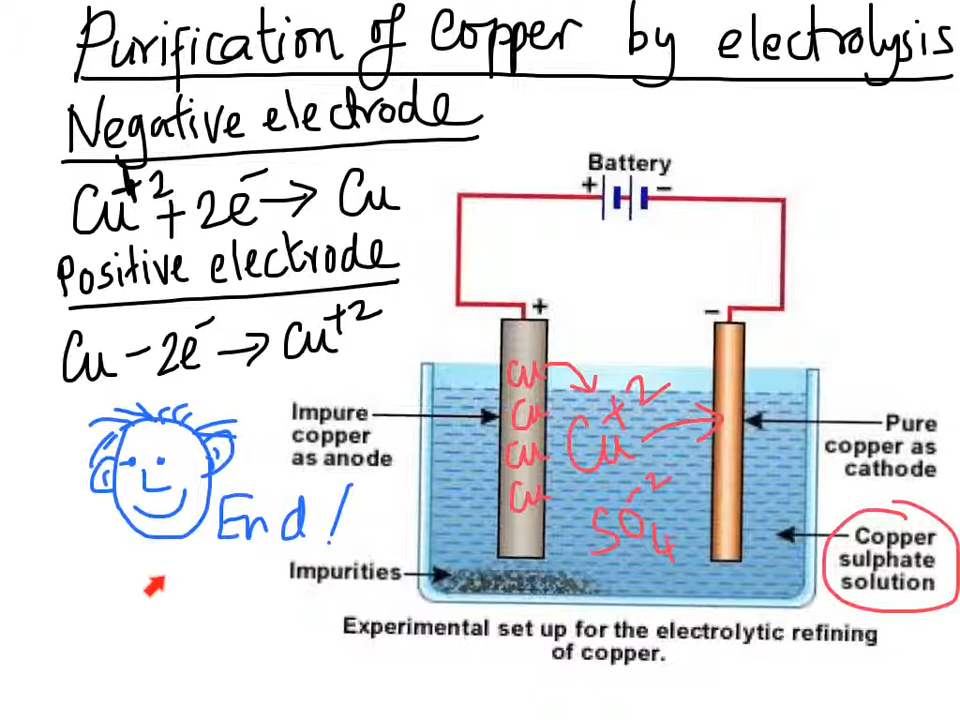 Purification of copper by electrolysis
Negative electrode
Cu+2 + 2e- → Cu
Positive electrode
Cu - 2e- → Cu+2
Battery
+ -
+ -
Cu
Cu
Cu
Cu
Cu+2
SO4-2
Impure
copper
as anode
Pure
copper as
cathode
End!
Copper
sulphate
solution
Impurities
Experimental set up for the electrolytic refining
of copper.